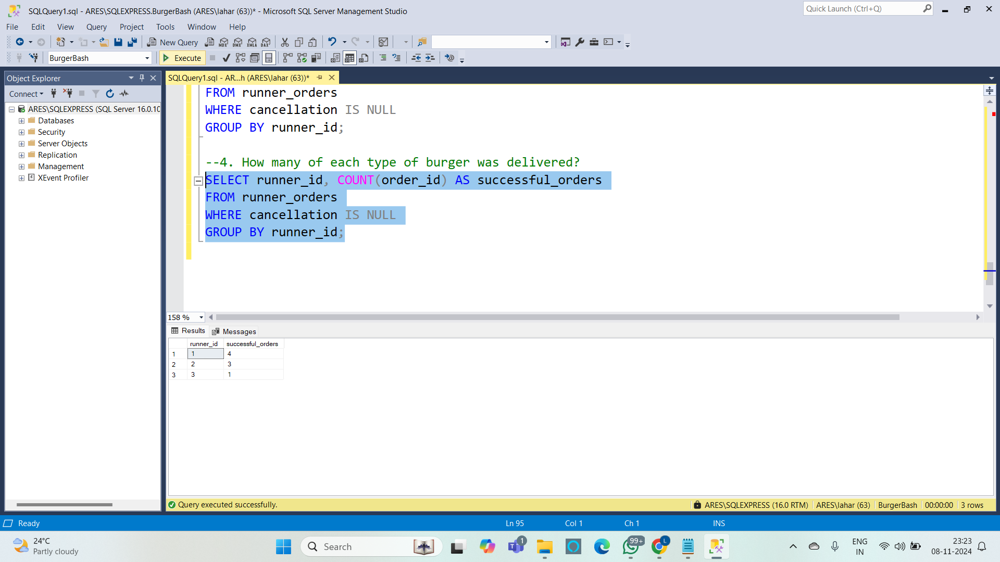 SQLQuery1.sql - ARES\SQLEXPRESS.BurgerBash (ARES\lahar (63))* - Microsoft SQL Server Management Studio
Quick Launch (Ctrl+Q)
File Edit View Query Project Tools Window Help
New Query
MDX DMX XMLA DAX
BurgerBash
Execute
Object Explorer
SQLQuery1.sql - AR...h (ARES\lahar (63))*
Connect
ARES\SQLEXPRESS (SQL Server 16.0.10
Databases
Security
Server Objects
Replication
Management
XEvent Profiler
FROM runner_orders
WHERE cancellation IS NULL
GROUP BY runner_id;
--4. How many of each type of burger was delivered?
SELECT runner_id, COUNT(order_id) AS successful_orders
FROM runner_orders
WHERE cancellation IS NULL
GROUP BY runner_id;
158 %
Results Messages
runner_id successful_orders
1 1 4
2 2 3
3 3 1
Query executed successfully.
ARES\SQLEXPRESS (16.0 RTM) ARES\lahar (63) BurgerBash 00:00:00 3 rows
Ready
Ln 95 Col 1 Ch 1 INS
24°C
Partly cloudy
Search
1
99+
L
ENG
IN
23:23
08-11-2024